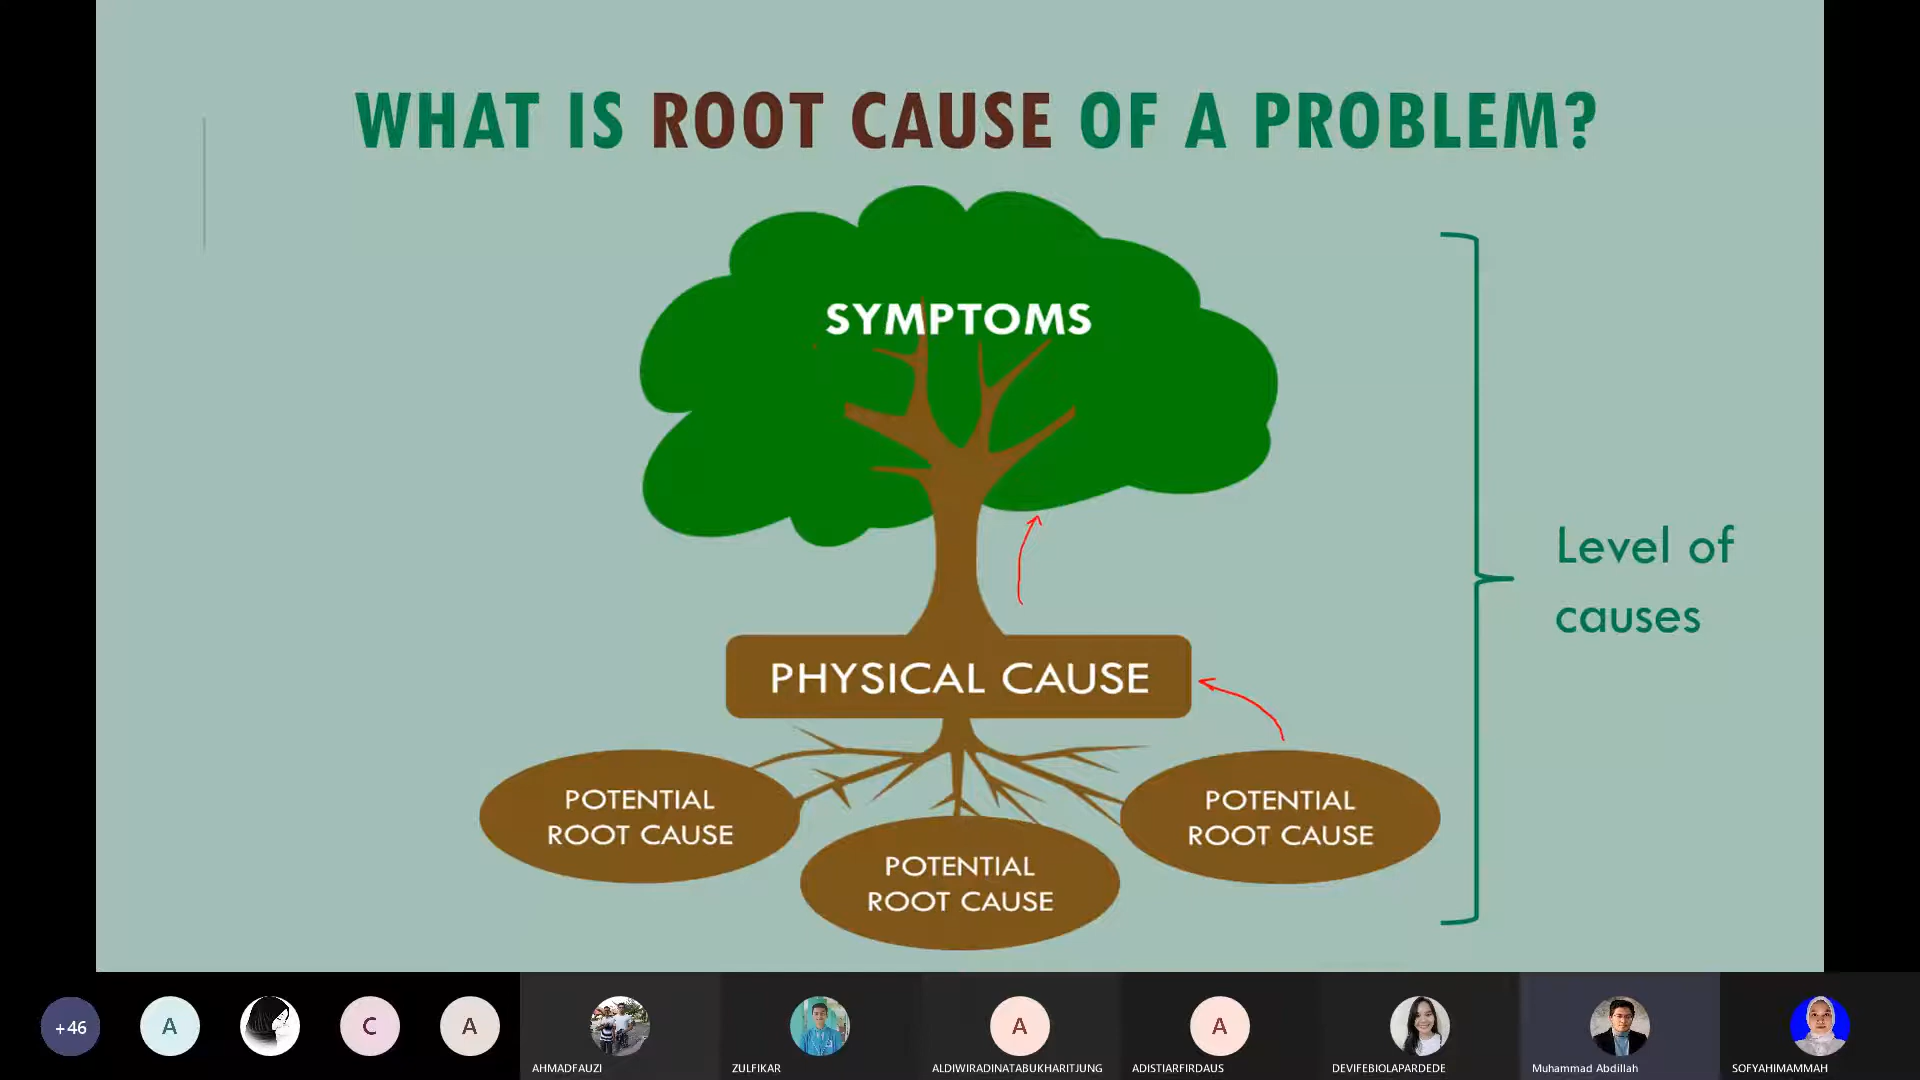 WHAT IS ROOT CAUSE OF A PROBLEM?
SYMPTOMS
Level of
causes
PHYSICAL CAUSE
POTENTIAL
ROOT CAUSE
POTENTIAL
ROOT CAUSE
POTENTIAL
ROOT CAUSE
+46
A
C
A
A
A
AHMADFAUZI
ZULFIKAR
ALDIWIRADINATABUKHARITJUNG
ADISTIARFIRDAUS
DEVIFEBIOLAPARDEDE
Muhammad Abdillah
SOFYAHIMAMMAH